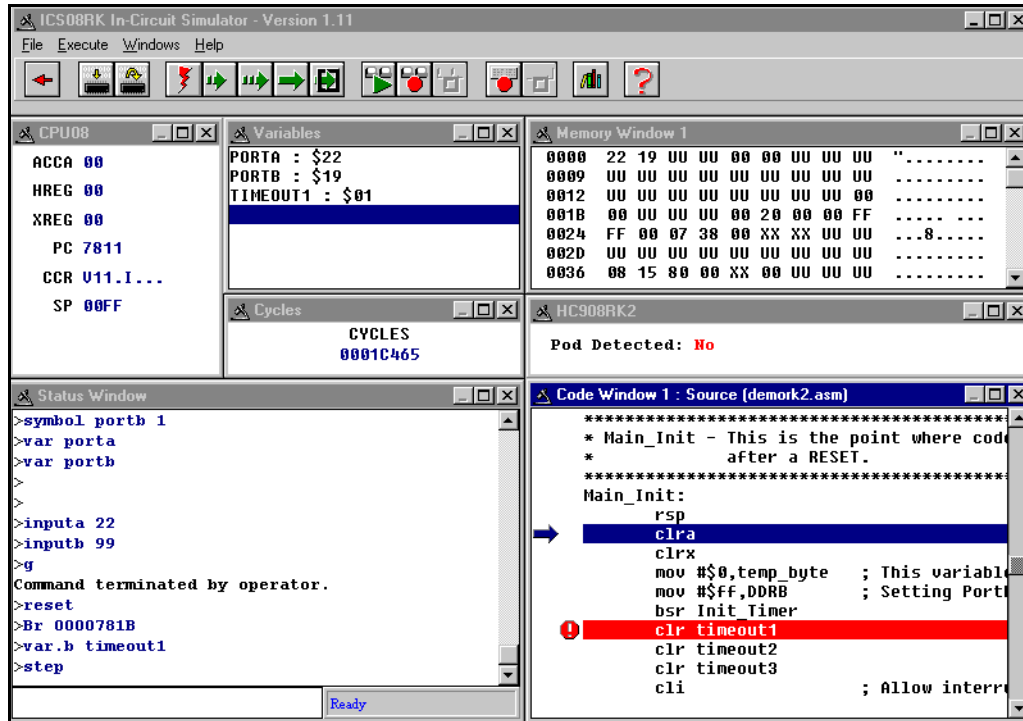 ICS08RK In-Circuit Simulator - Version 1.11
File Execute Windows Help
CPU08
ACCA 00
HREG 00
XREG 00
PC 7811
CCR V11.I...
SP 00FF
Variables
PORTA : $22
PORTB : $19
TIMEOUT1 : $01
Cycles
CYCLES
0001C465
Memory Window 1
0000 22 19 UU UU 00 00 UU UU UU "........
0009 UU UU UU UU UU UU UU UU UU .........
0012 UU UU UU UU UU UU UU UU 00 .........
001B 00 UU UU UU 00 20 00 00 FF ..... ...
0024 FF 00 07 38 00 XX XX UU UU ...8.....
002D UU UU UU UU UU UU UU UU UU .........
0036 08 15 80 00 XX 00 UU UU UU .........
HC908RK2
Pod Detected: No
Status Window
>symbol portb 1
>var porta
>var portb
>
>
>inputa 22
>inputb 99
>g
Command terminated by operator.
>reset
>Br 0000781B
>var.b timeout1
>step
Ready
Code Window 1 : Source (demork2.asm)
*****************************************
* Main_Init - This is the point where code
* after a RESET.
*****************************************
Main_Init:
rsp
clra
clrx
mov #$0,temp_byte ; This variable
mov #$ff,DDRB ; Setting Port
bsr Init_Timer
clr timeout1
clr timeout2
clr timeout3
cli ; Allow interru